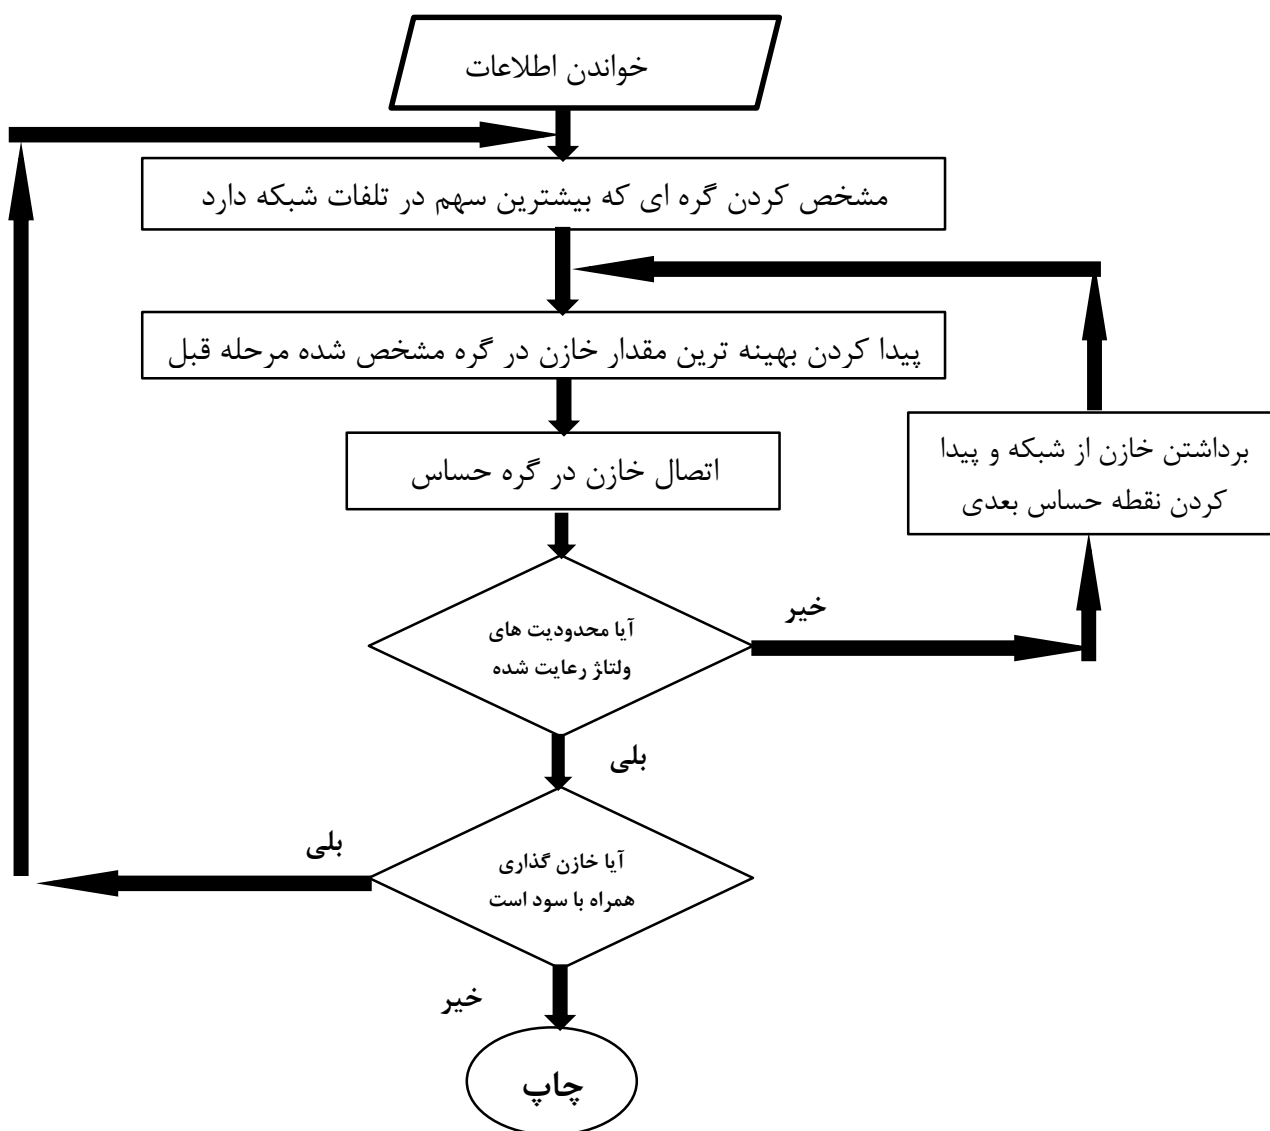 خواندن اطلاعات
مشخص کردن گره ای که بیشترین سهم در تلفات شبکه دارد
پیدا کردن بهینه ترین مقدار خازن در گره مشخص شده مرحله قبل
اتصال خازن در گره حساس
برداشتن خازن از شبکه و پیدا
کردن نقطه حساس بعدی
آیا محدودیت های
ولتاژ رعایت شده
خیر
بلی
آیا خازن گذاری
همراه با سود است
بلی
خیر
چاپ